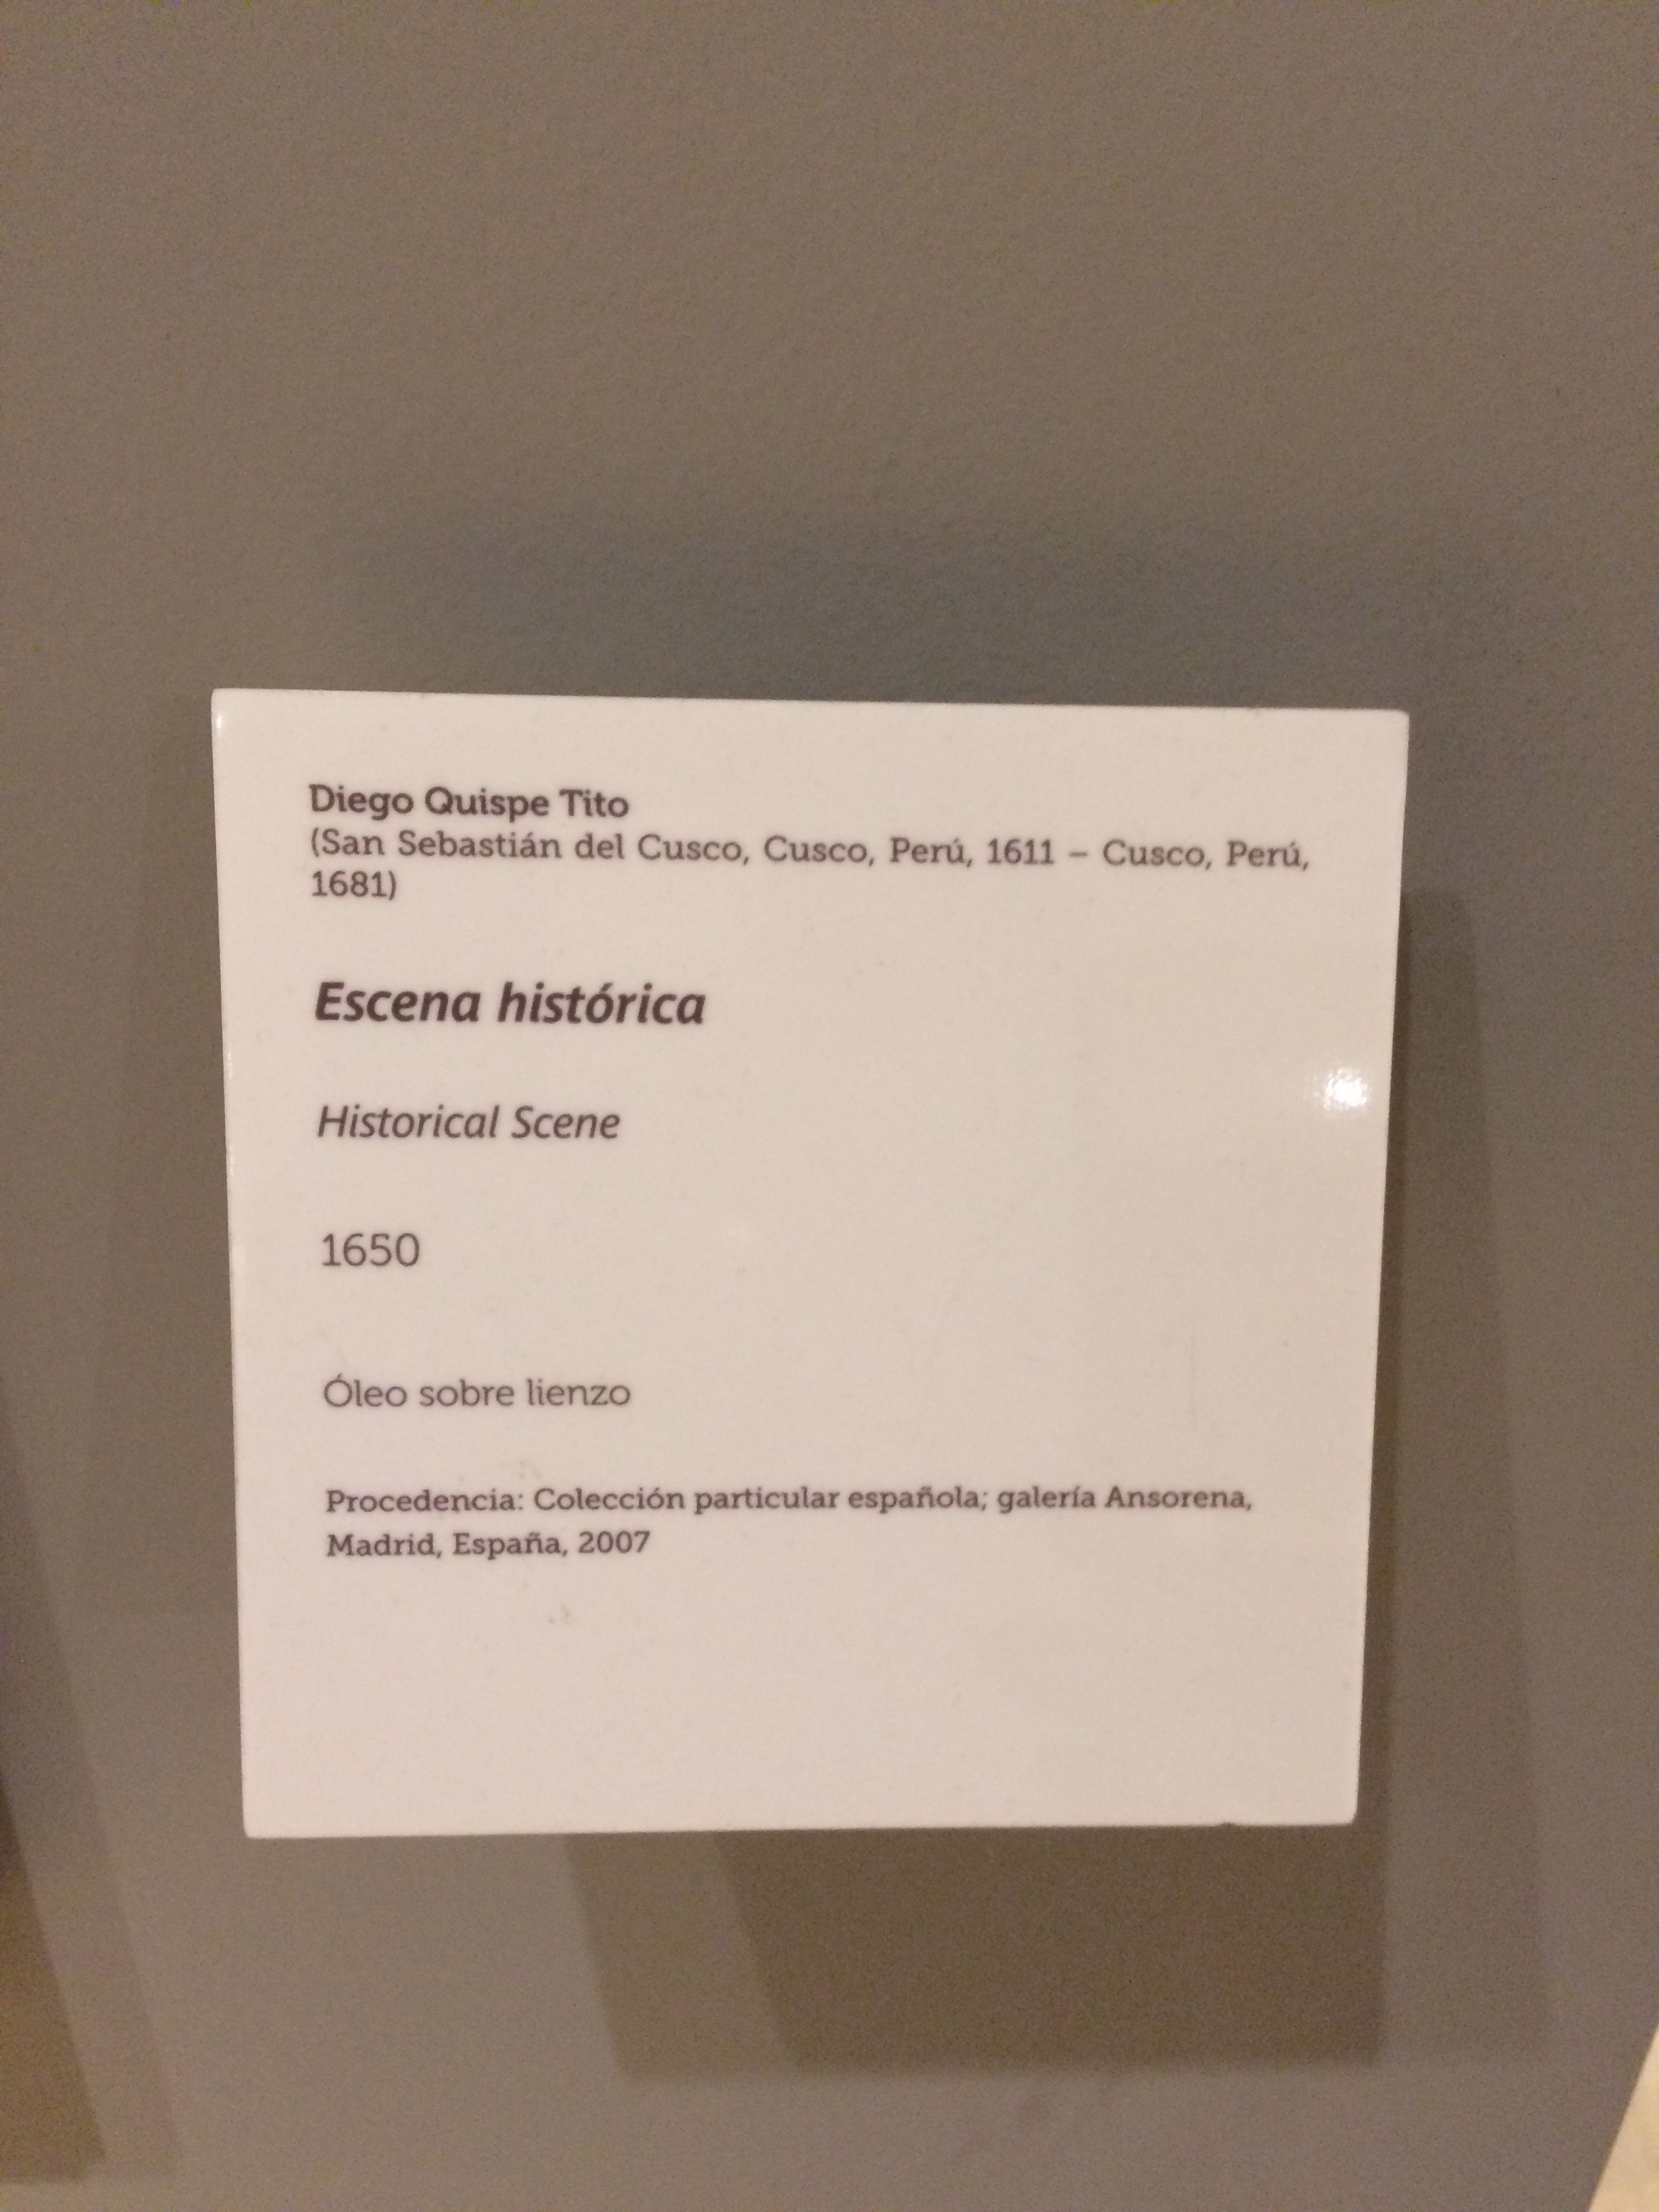 Diego Quispe Tito
(San Sebastián del Cusco, Cusco, Perú, 1611 – Cusco, Perú,
1681)
Escena histórica
Historical Scene
1650
Óleo sobre lienzo
Procedencia: Colección particular española; galería Ansorena,
Madrid, España, 2007